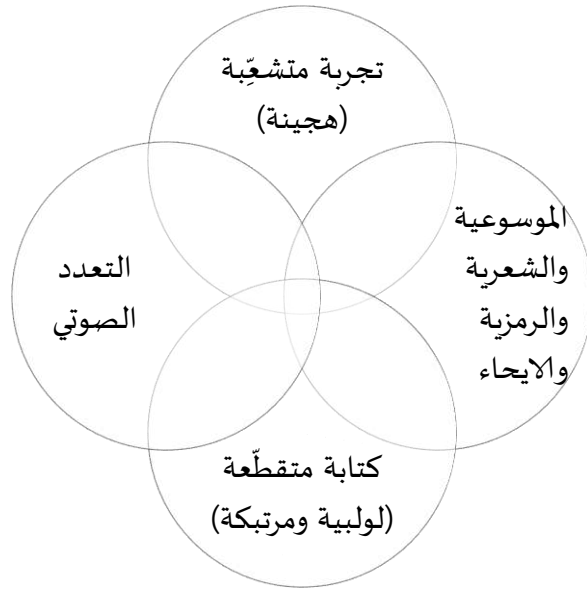 تجربة متشعِّبة
(هجينة)
الموسوعية
والشعرية
والرمزية
والايحاء
التعدد
الصوتي
كتابة متقطّعة
(لولبية ومرتبكة)